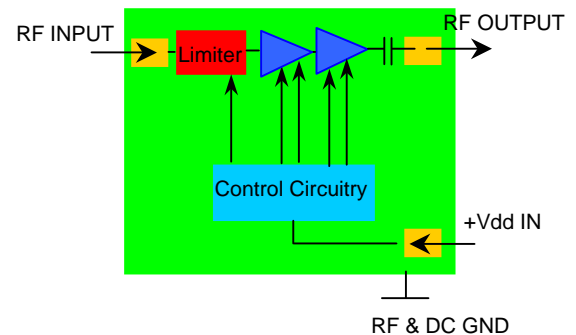 RF INPUT
RF OUTPUT
Limiter
Control Circuitry
+Vdd IN
RF & DC GND